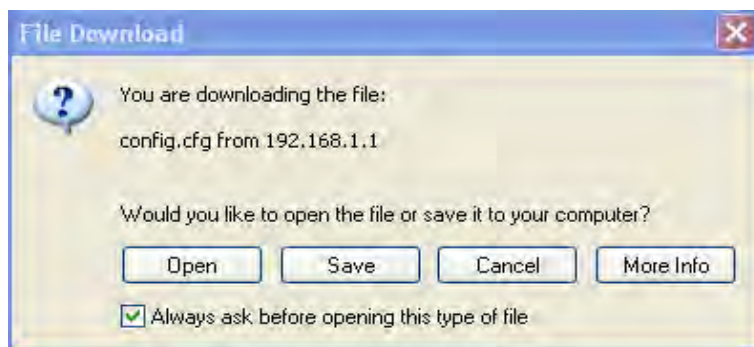 File Download
You are downloading the file:
config.cfg from 192.168.1.1
Would you like to open the file or save it to your computer?
Open Save Cancel More Info
Always ask before opening this type of file